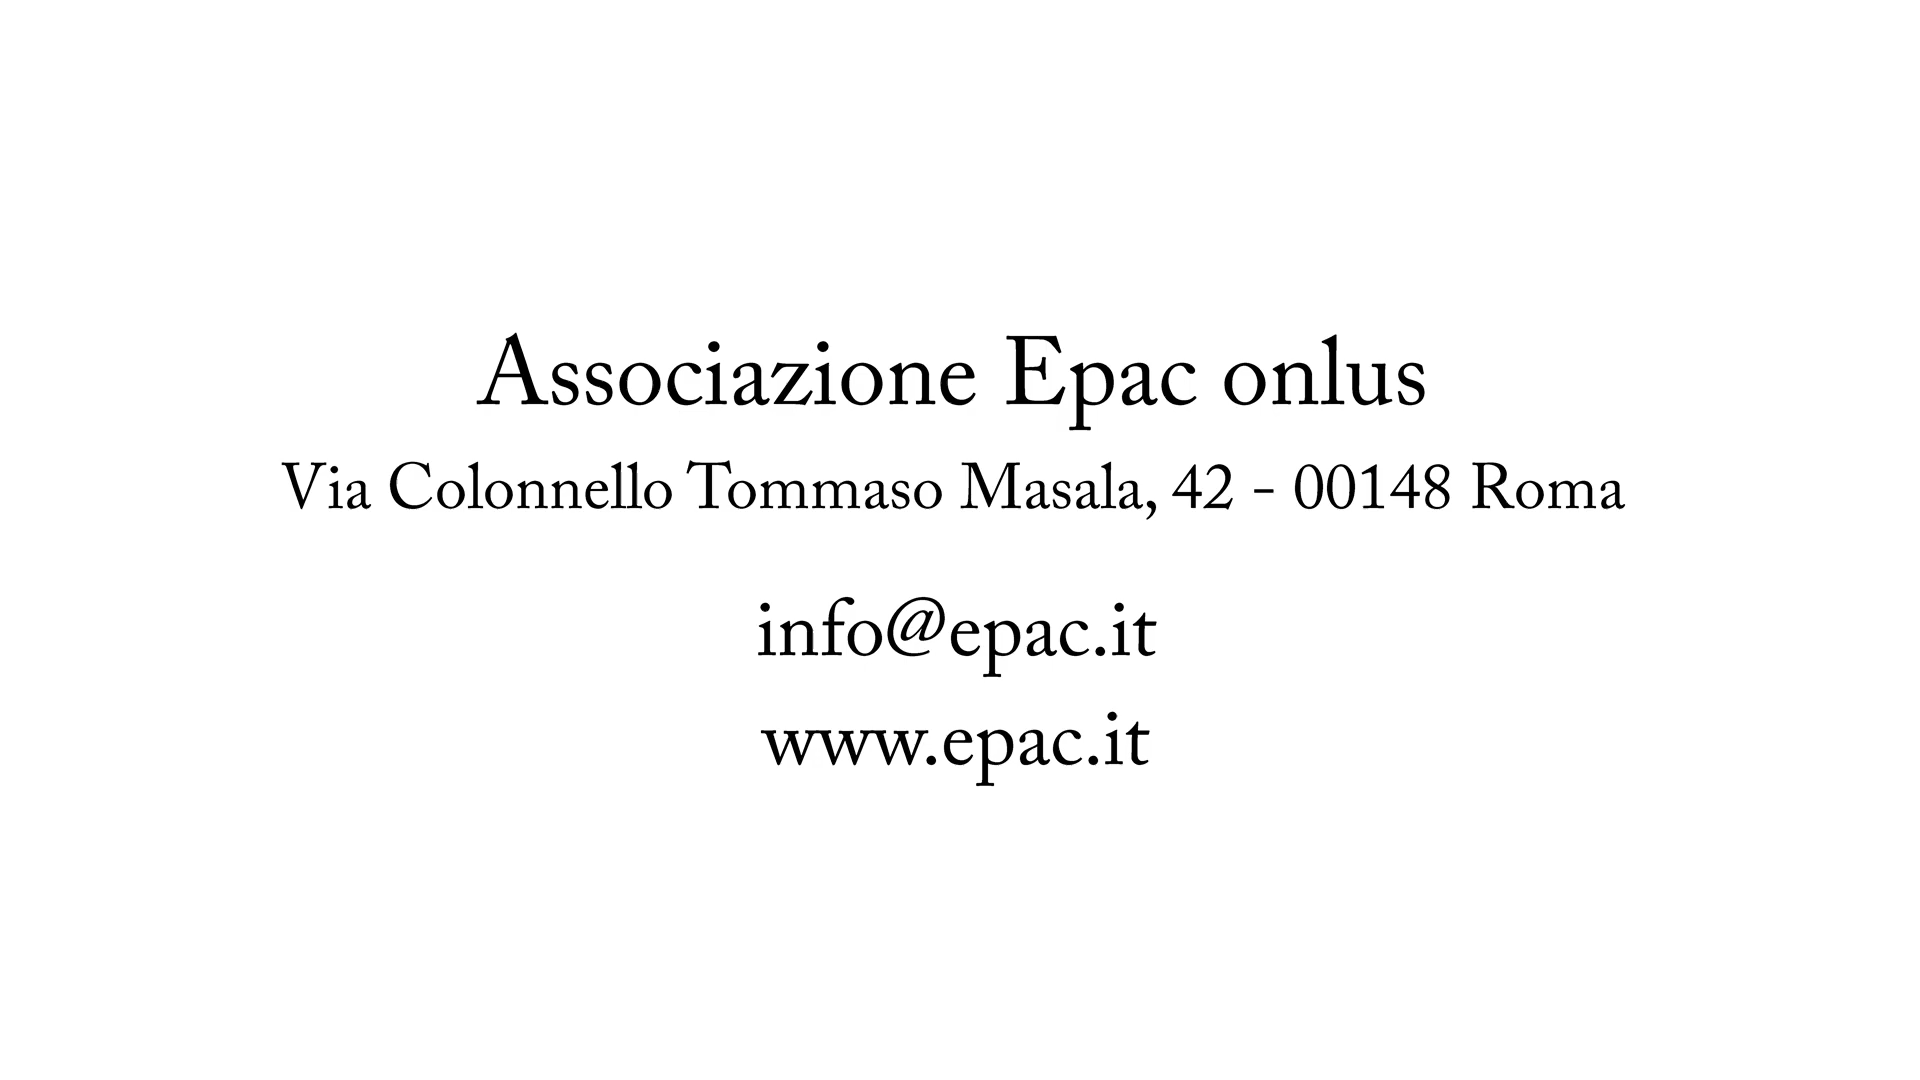 Associazione Epac onlus
Via Colonnello Tommaso Masala, 42 - 00148 Roma
info@epac.it
www.epac.it